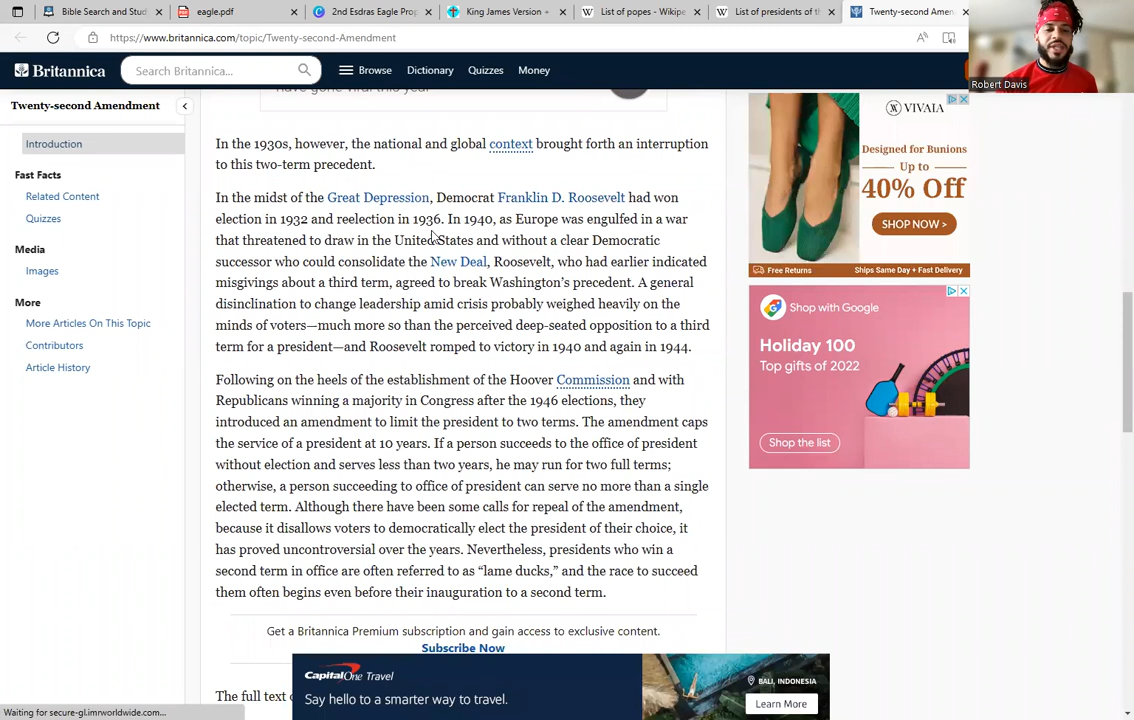 Bible Search and Stud
eagle.pdf
2nd Esdras Eagle Prop
King James Version +
List of popes - Wikipe
List of presidents of th
Twenty-second Amen
https://www.britannica.com/topic/Twenty-second-Amendment
Robert Davis
Britannica
Search Britannica...
Browse
Dictionary
Quizzes
Money
Twenty-second Amendment
Introduction
Fast Facts
Related Content
Quizzes
Media
Images
More
More Articles On This Topic
Contributors
Article History
have gone viral this year
In the 1930s, however, the national and global context brought forth an interruption
to this two-term precedent.
In the midst of the Great Depression, Democrat Franklin D. Roosevelt had won
election in 1932 and reelection in 1936. In 1940, as Europe was engulfed in a war
that threatened to draw in the United States and without a clear Democratic
successor who could consolidate the New Deal, Roosevelt, who had earlier indicated
misgivings about a third term, agreed to break Washington's precedent. A general
disinclination to change leadership amid crisis probably weighed heavily on the
minds of voters—much more so than the perceived deep-seated opposition to a third
term for a president—and Roosevelt romped to victory in 1940 and again in 1944.
Following on the heels of the establishment of the Hoover Commission and with
Republicans winning a majority in Congress after the 1946 elections, they
introduced an amendment to limit the president to two terms. The amendment caps
the service of a president at 10 years. If a person succeeds to the office of president
without election and serves less than two years, he may run for two full terms;
otherwise, a person succeeding to office of president can serve no more than a single
elected term. Although there have been some calls for repeal of the amendment,
because it disallows voters to democratically elect the president of their choice, it
has proved uncontroversial over the years. Nevertheless, presidents who win a
second term in office are often referred to as “lame ducks,” and the race to succeed
them often begins even before their inauguration to a second term.
Get a Britannica Premium subscription and gain access to exclusive content.
Subscribe Now
The full text
VIVAIA
Designed for Bunions
Up to
40% Off
SHOP NOW >
Free Returns
Ships Same Day + Fast Delivery
Shop with Google
Holiday 100
Top gifts of 2022
Shop the list
Capital One Travel
Say hello to a smarter way to travel.
BALI, INDONESIA
Learn More
Waiting for secure-gl.imrworldwide.com...